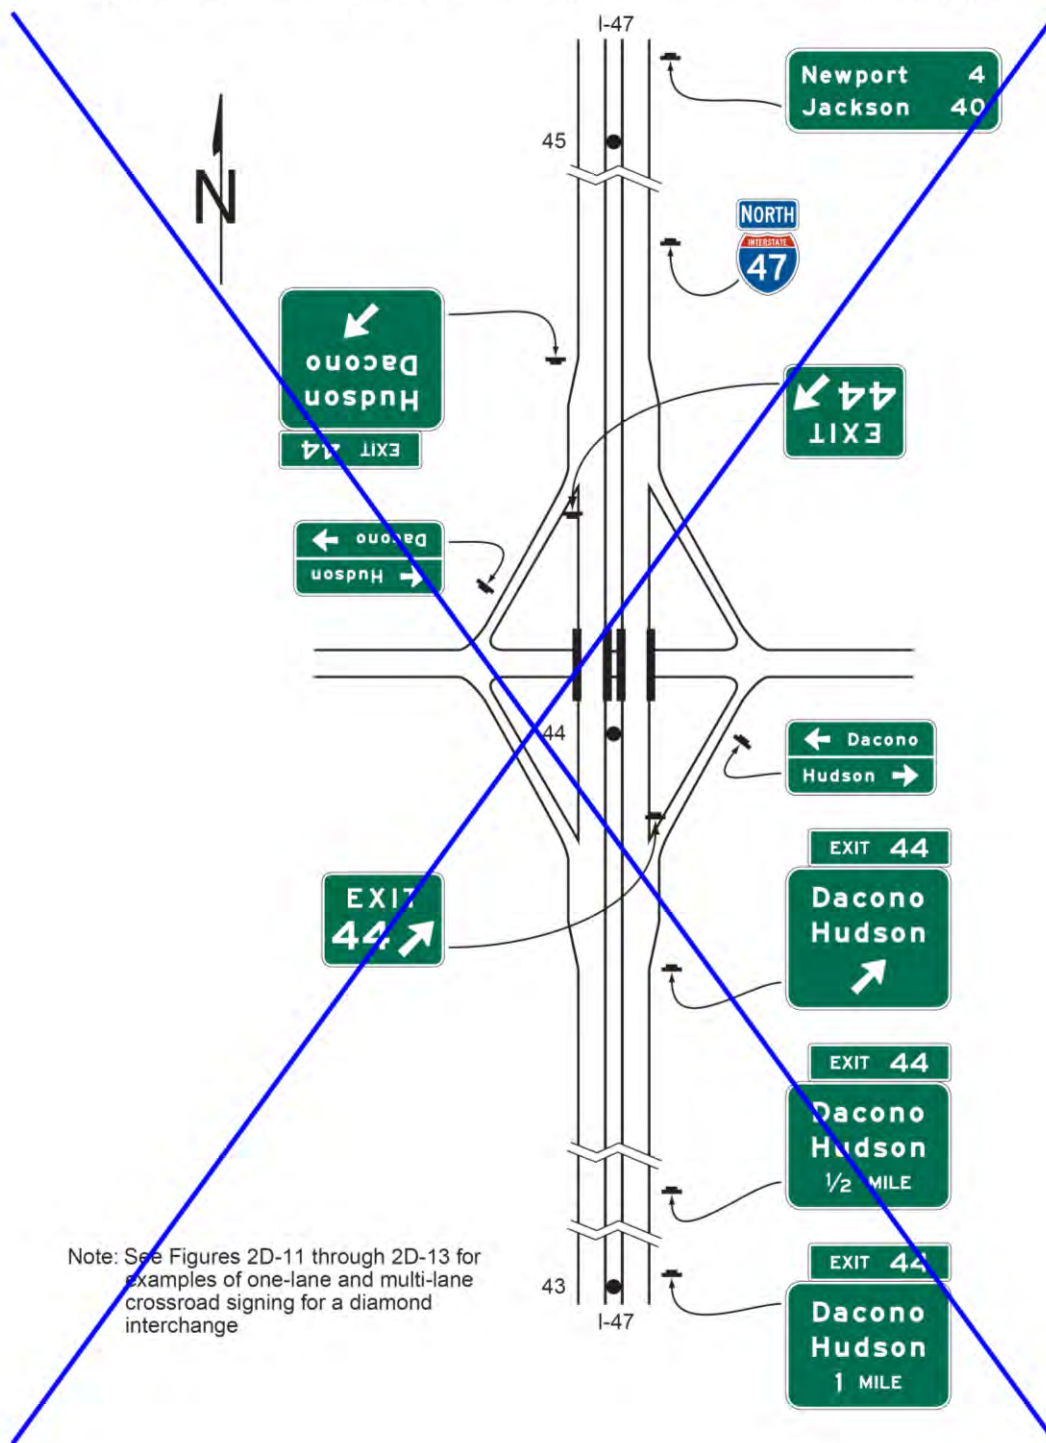 I-47
Newport 4
Jackson 40
45
N
NORTH
INTERSTATE
47
Hudson
Dacono
EXIT 44
EXIT
44
Dacono
Hudson
44
Dacono
Hudson
EXIT 44
Dacono
Hudson
EXIT
44
EXIT 44
Dacono
Hudson
1/2 MILE
Note: See Figures 2D-11 through 2D-13 for
examples of one-lane and multi-lane
crossroad signing for a diamond
interchange
43
I-47
EXIT 44
Dacono
Hudson
1 MILE